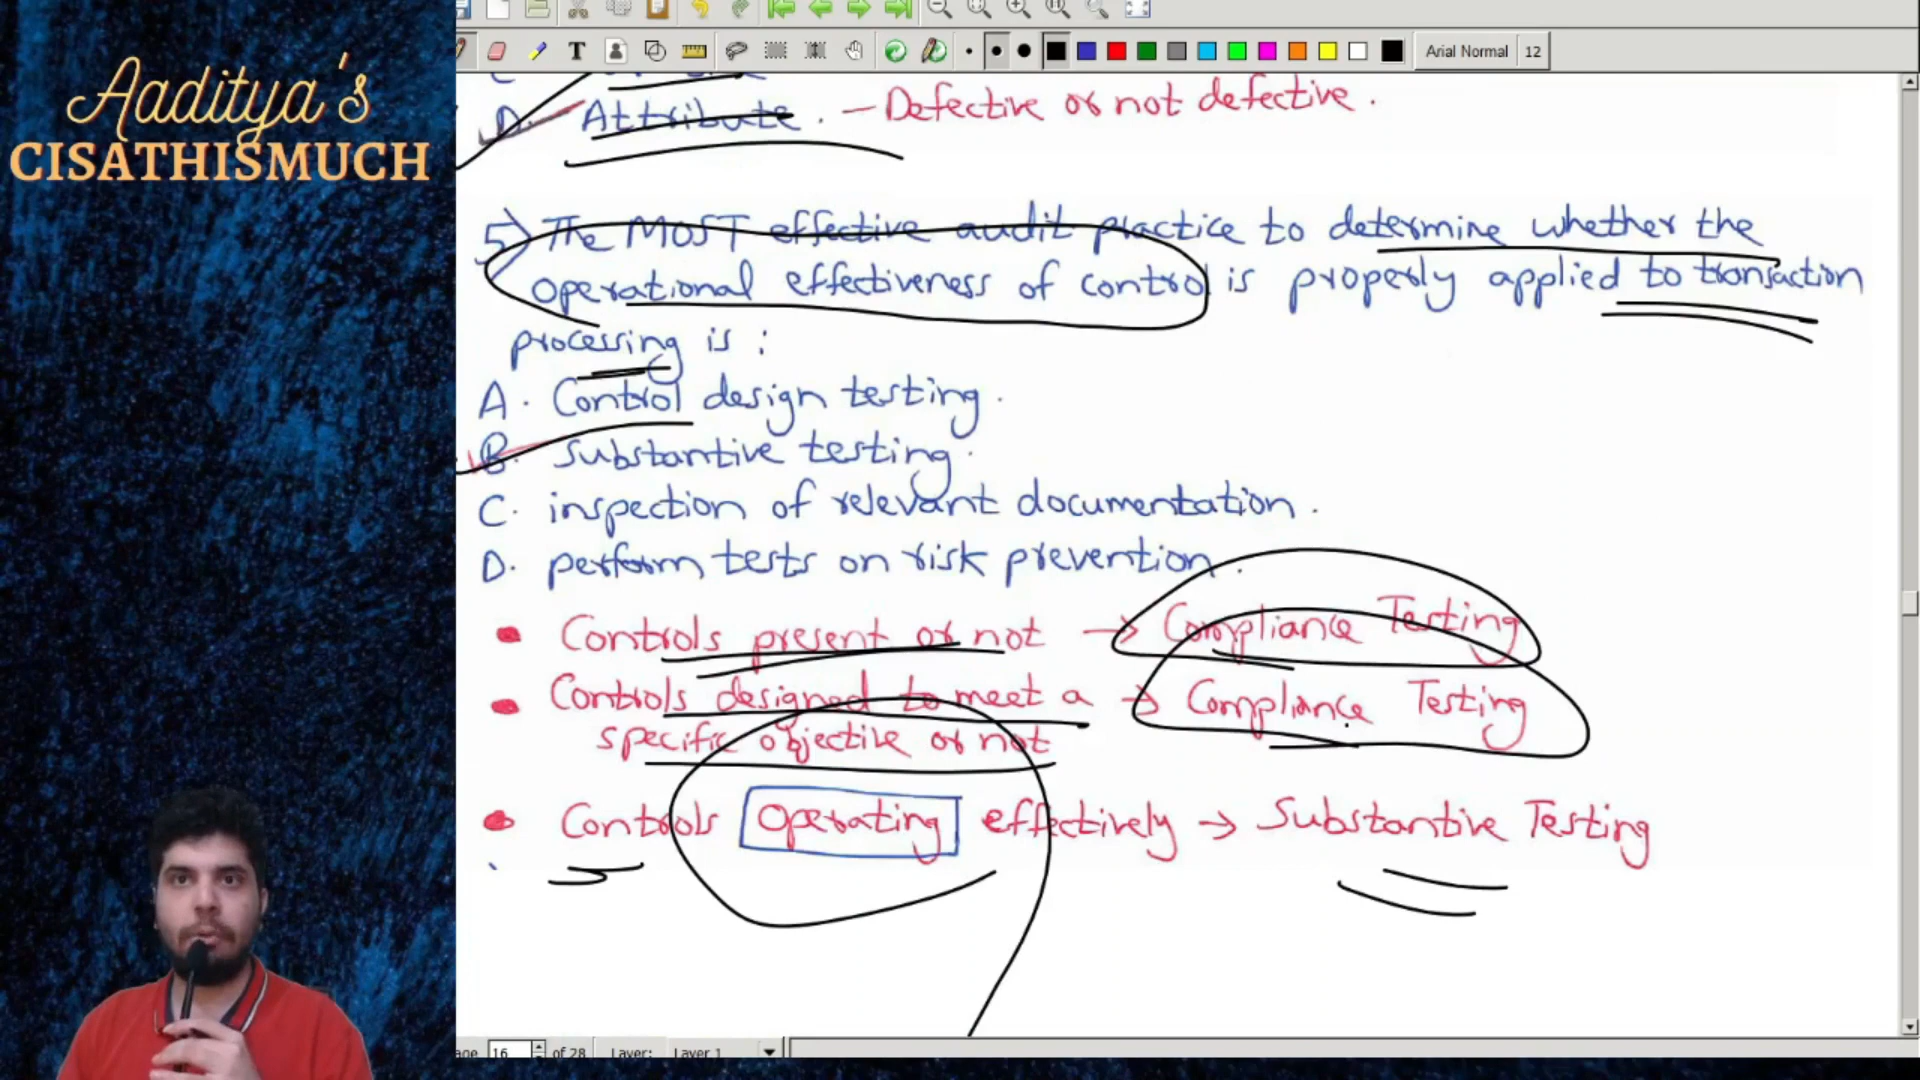 Aaditya's
CISATHISMUCH
Arial Normal 12
D. Attribute. - Defective or not defective.
5) The MOST effective audit practice to determine whether the
operational effectiveness of control is properly applied to transaction
processing is :
A. Control design testing.
B. Substantive testing.
C. inspection of relevant documentation.
D. perform tests on risk prevention.
Controls present or not → Compliance Testing
Controls designed to meet a → Compliance Testing
specific objective or not
Controls Operating effectively → Substantive Testing
16 of 28 Layer: Layer 1